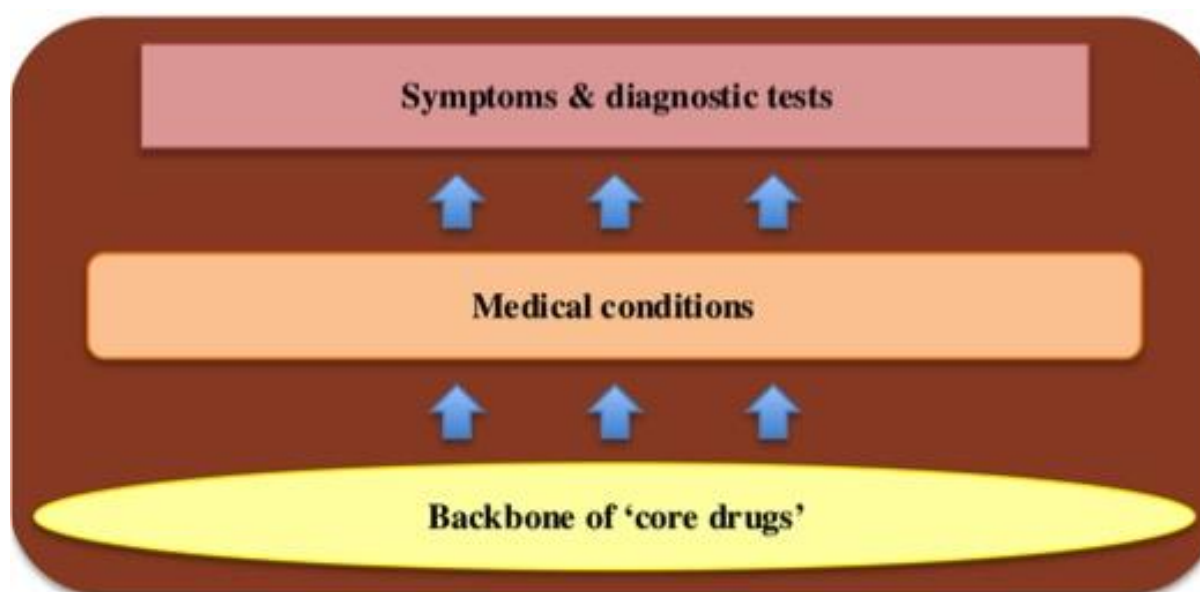 Symptoms & diagnostic tests
Medical conditions
Backbone of ‘core drugs’